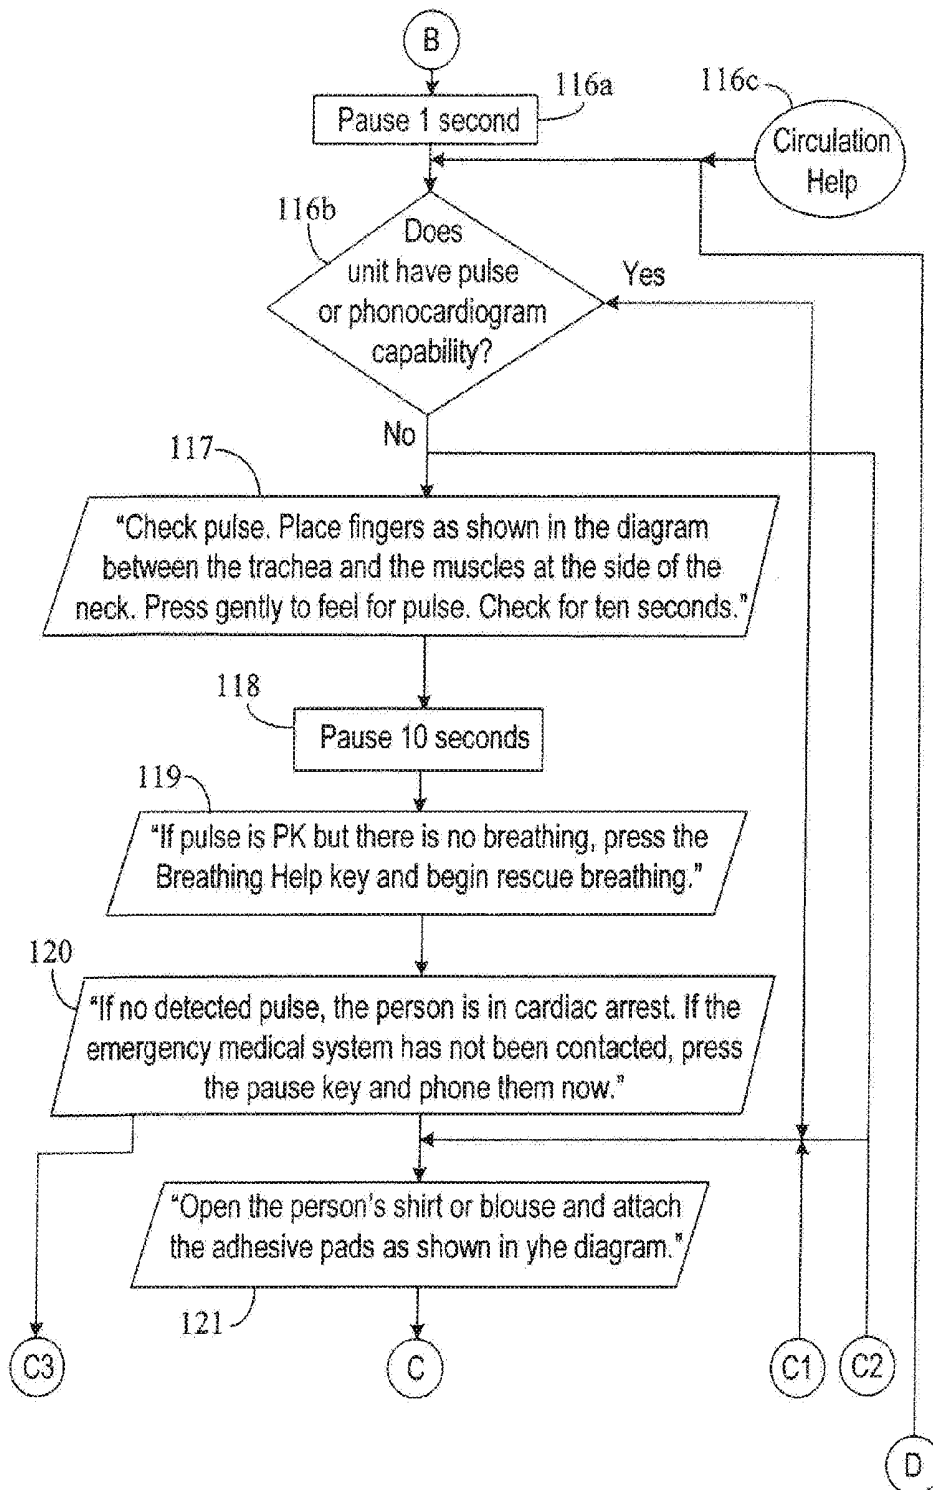 B
116a
Pause 1 second
116c
Circulation
Help
116b
Does
unit have pulse
or phonocardiogram
capability?
Yes
No
117
“Check pulse. Place fingers as shown in the diagram
between the trachea and the muscles at the side of the
neck. Press gently to feel for pulse. Check for ten seconds.”
118
Pause 10 seconds
119
“If pulse is PK but there is no breathing, press the
Breathing Help key and begin rescue breathing.”
120
“If no detected pulse, the person is in cardiac arrest. If the
emergency medical system has not been contacted, press
the pause key and phone them now.”
“Open the person’s shirt or blouse and attach
the adhesive pads as shown in yhe diagram.”
121
C3
C
C1
C2
D